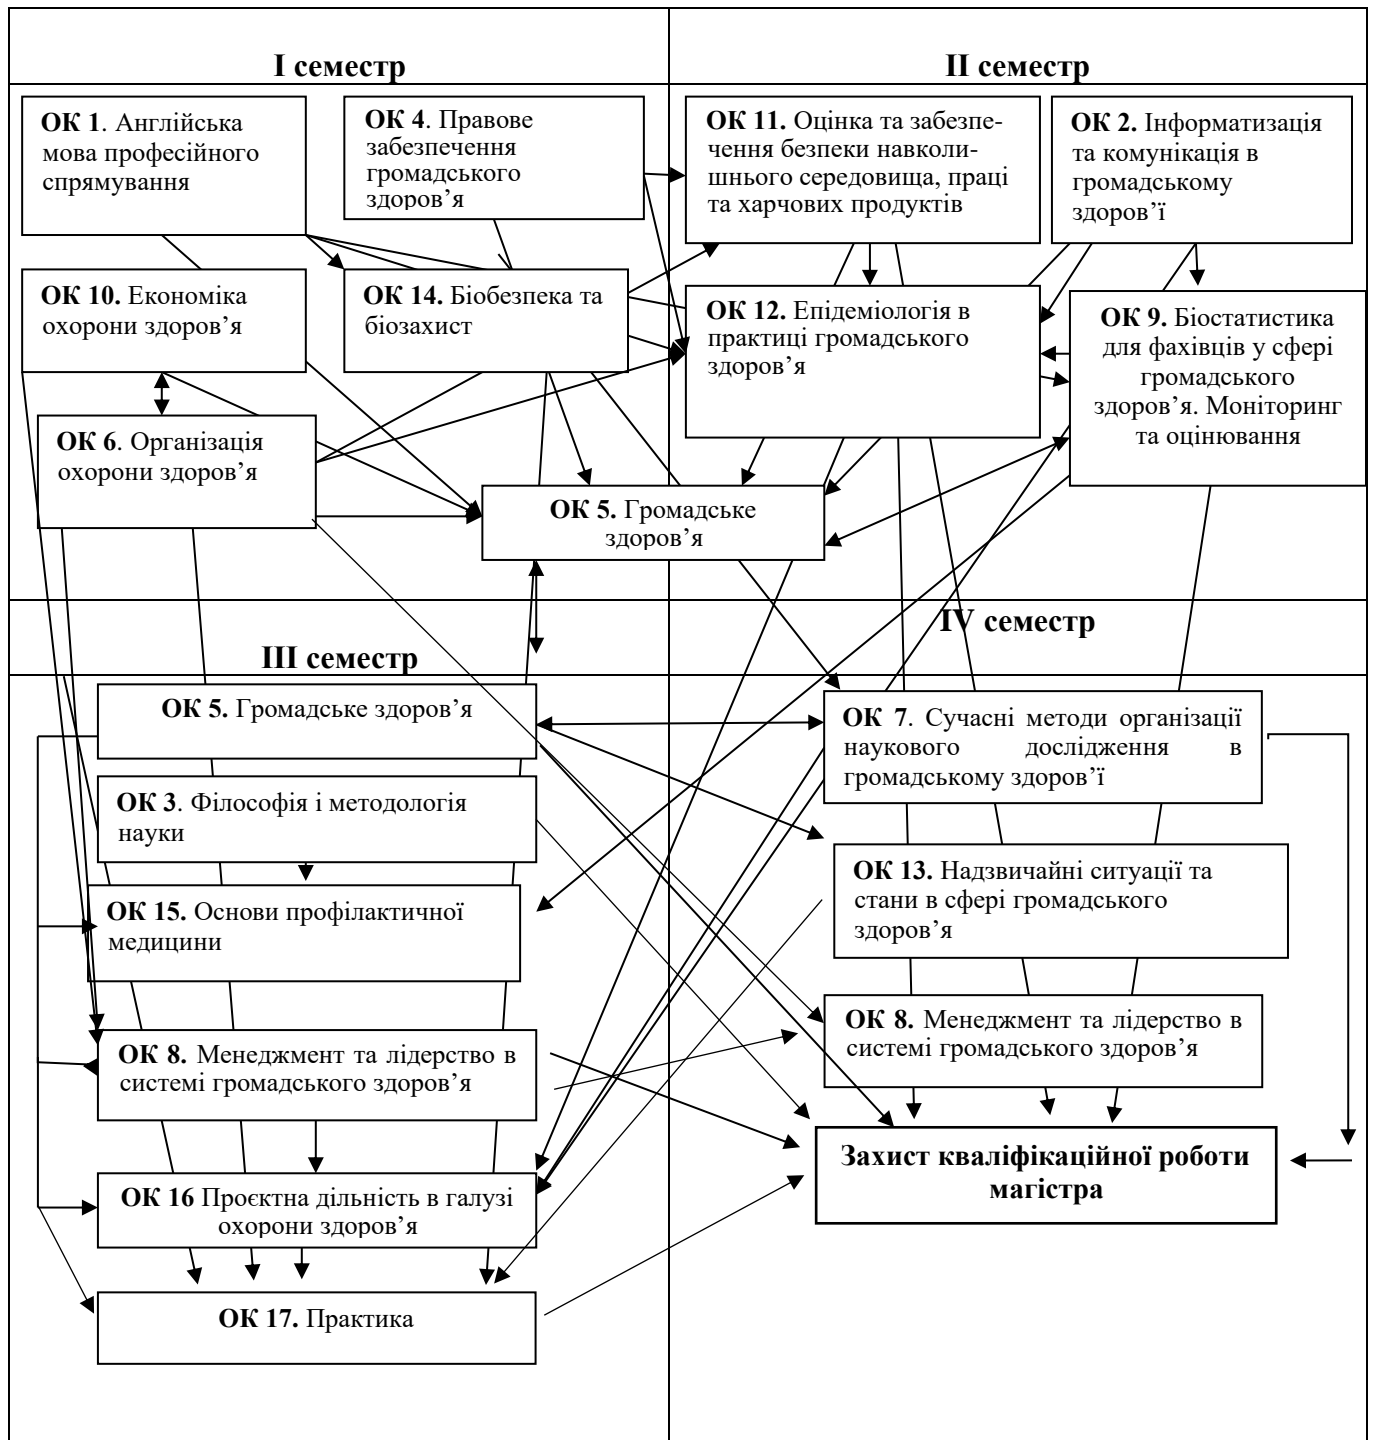 I семестр
II семестр
ОК 1. Англійська
мова професійного
спрямування
ОК 4. Правове
забезпечення
громадського
здоров’я
ОК 11. Оцінка та забезпе-
чення безпеки навколи-
шнього середовища, праці
та харчових продуктів
ОК 2. Інформатизація
та комунікація в
громадському
здоров’ї
ОК 10. Економіка
охорони здоров’я
ОК 14. Біобезпека та
біозахист
ОК 12. Епідеміологія в
практиці громадського
здоров’я
ОК 9. Біостатистика
для фахівців у сфері
громадського
здоров’я. Моніторинг
та оцінювання
ОК 6. Організація
охорони здоров’я
ОК 5. Громадське
здоров’я
III семестр
IV семестр
ОК 5. Громадське здоров’я
ОК 3. Філософія і методологія
науки
ОК 15. Основи профілактичної
медицини
ОК 8. Менеджмент та лідерство в
системі громадського здоров’я
ОК 16 Проєктна дільність в галузі
охорони здоров’я
ОК 17. Практика
ОК 7. Сучасні методи організації
наукового дослідження в
громадському здоров’ї
ОК 13. Надзвичайні ситуації та
стани в сфері громадського
здоров’я
ОК 8. Менеджмент та лідерство в
системі громадського здоров’я
Захист кваліфікаційної роботи
магістра